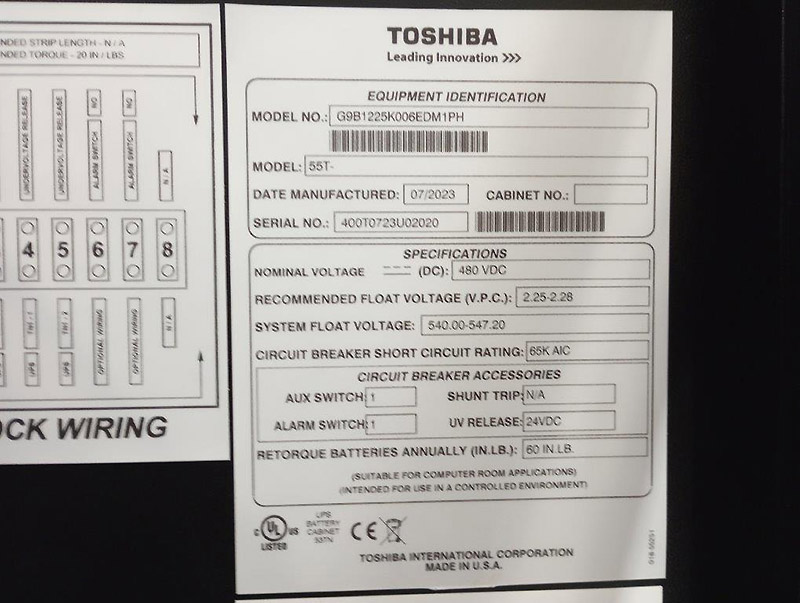 NDED STRIP LENGTH - N / A
NDED TORQUE - 20 IN / LBS
UNDERVOLTAGE RELEASE
UNDERVOLTAGE RELEASE
ALARM SWITCH NO
ALARM SWITCH NO
N / A
4 5 6 7 8
UPS
UPS
OPTIONAL WIRING
OPTIONAL WIRING
N / A
OCK WIRING
TOSHIBA
Leading Innovation >>>
EQUIPMENT IDENTIFICATION
MODEL NO.: G9B1225K006EDM1PH
MODEL: 55T-
DATE MANUFACTURED: 07/2023 CABINET NO.:
SERIAL NO.: 400T0723U02020
SPECIFICATIONS
NOMINAL VOLTAGE (DC): 480 VDC
RECOMMENDED FLOAT VOLTAGE (V.P.C.): 2.25-2.28
SYSTEM FLOAT VOLTAGE: 540.00-547.20
CIRCUIT BREAKER SHORT CIRCUIT RATING: 65K AIC
CIRCUIT BREAKER ACCESSORIES
AUX SWITCH: 1 SHUNT TRIP: N/A
ALARM SWITCH: 1 UV RELEASE: 24VDC
RETORQUE BATTERIES ANNUALLY (IN.LB.): 60 IN.LB.
(SUITABLE FOR COMPUTER ROOM APPLICATIONS)
(INTENDED FOR USE IN A CONTROLLED ENVIRONMENT)
C UL US LISTED
UPS
BATTERY
CABINET
CE
TOSHIBA INTERNATIONAL CORPORATION
MADE IN U.S.A.